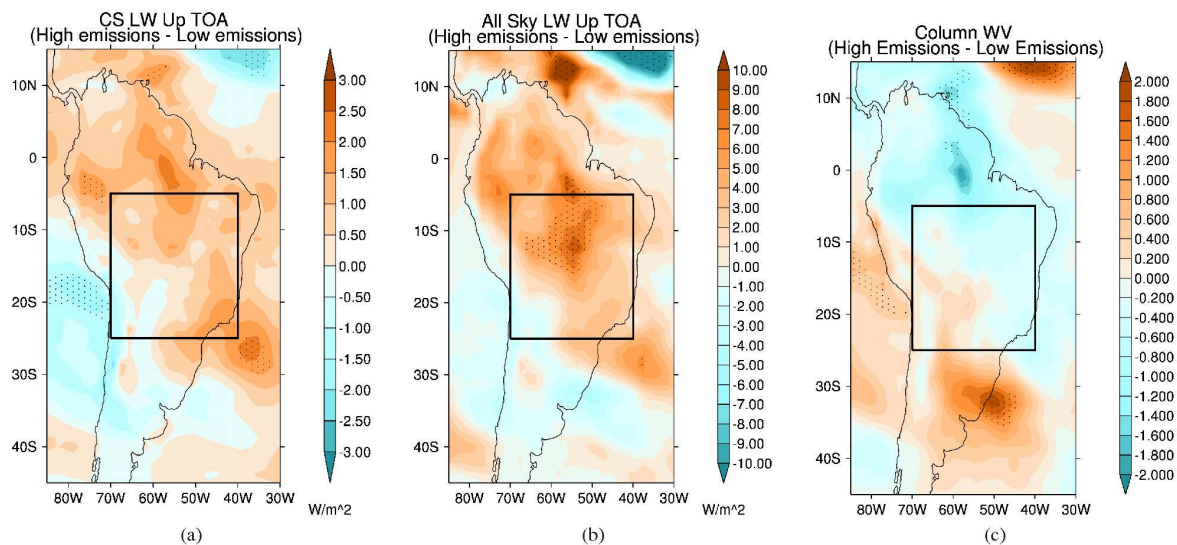 CS LW Up TOA
(High emissions - Low emissions)
10N
0
10S
20S
30S
40S
80W 70W 60W 50W 40W 30W
3.00
2.50
2.00
1.50
1.00
0.50
0.00
-0.50
-1.00
-1.50
-2.00
-2.50
-3.00
W/m^2
(a)
All Sky LW Up TOA
(High emissions - Low emissions)
10N
0
10S
20S
30S
40S
80W 70W 60W 50W 40W 30W
10.00
9.00
8.00
7.00
6.00
5.00
4.00
3.00
2.00
1.00
0.00
-1.00
-2.00
-3.00
-4.00
-5.00
-6.00
-7.00
-8.00
-9.00
-10.00
W/m^2
(b)
Column WV
(High Emissions - Low Emissions)
10N
0
10S
20S
30S
40S
80W 70W 60W 50W 40W 30W
2.000
1.800
1.600
1.400
1.200
1.000
0.800
0.600
0.400
0.200
0.000
-0.200
-0.400
-0.600
-0.800
-1.000
-1.200
-1.400
-1.600
-1.800
-2.000
(c)